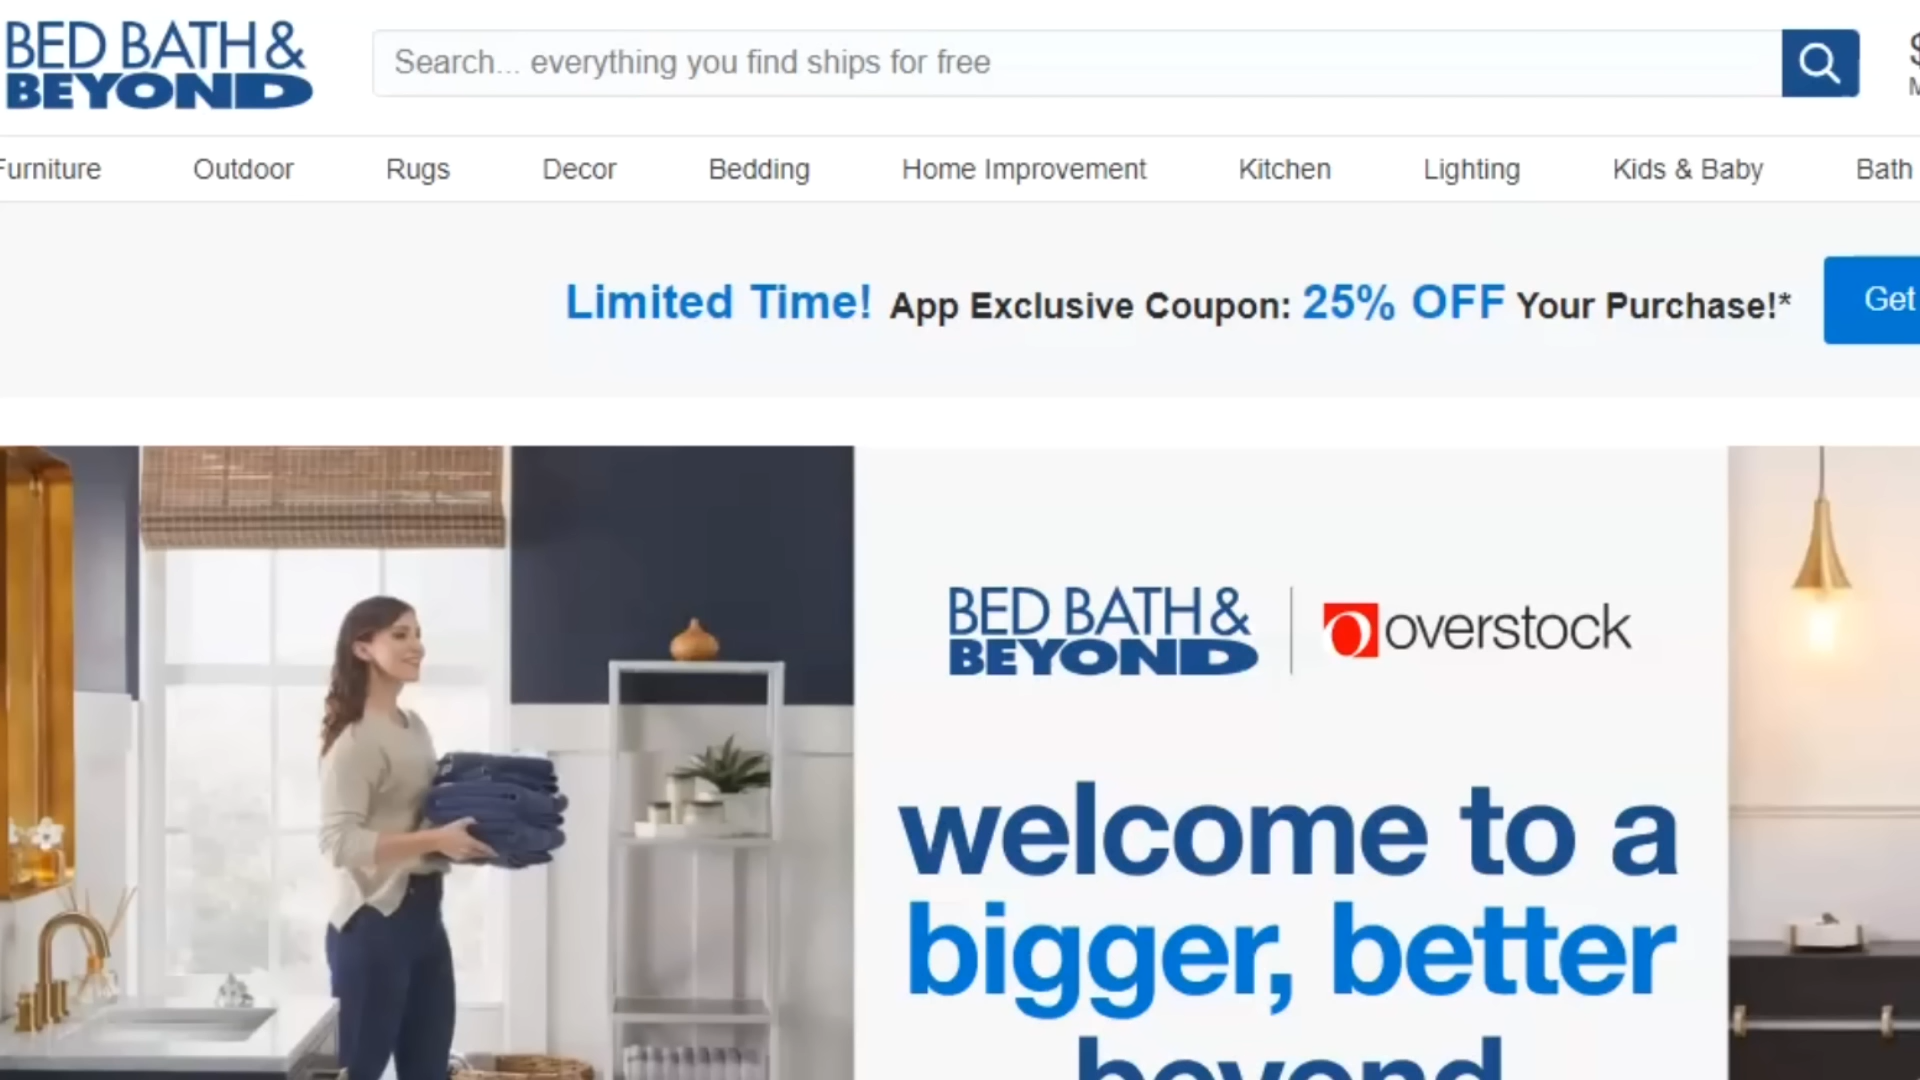 BED BATH &
BEYOND
Search... everything you find ships for free
Furniture Outdoor Rugs Decor Bedding Home Improvement Kitchen Lighting Kids & Baby Bath
Limited Time! App Exclusive Coupon: 25% OFF Your Purchase!*
Get
BED BATH &
BEYOND
overstock
welcome to a
bigger, better
beyond